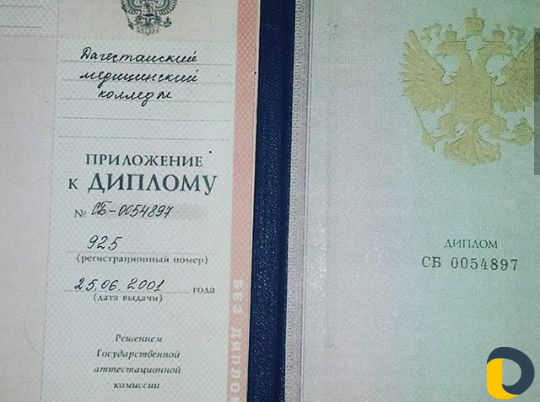 Дагестанский
медицинский
колледж
ПРИЛОЖЕНИЕ
к ДИПЛОМУ
№ СБ-0054897
925
(регистрационный номер)
25.06.2001 года
(дата выдачи)
Решением
Государственной
аттестационной
комиссии
БЕЗ ДИПЛОМ
ДИПЛОМ
СБ 0054897